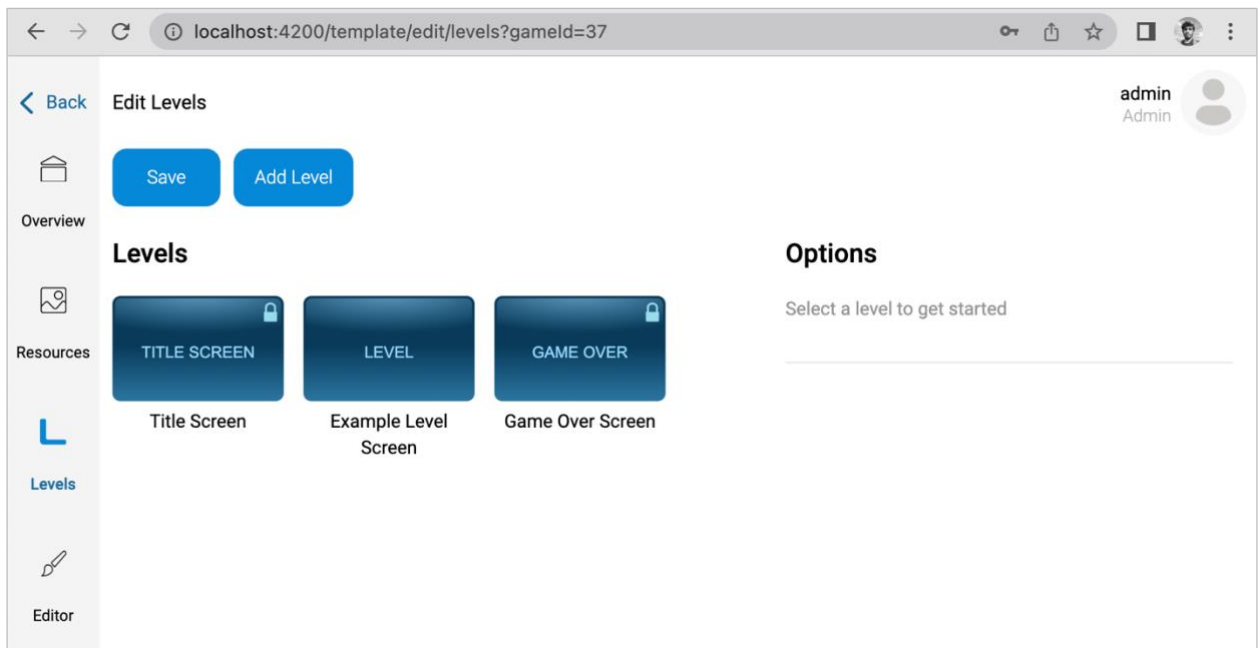 localhost:4200/template/edit/levels?gameId=37
Back
Edit Levels
admin
Admin
Save
Add Level
Overview
Levels
Options
Select a level to get started
Resources
TITLE SCREEN
LEVEL
GAME OVER
Title Screen
Example Level
Screen
Game Over Screen
Levels
Editor